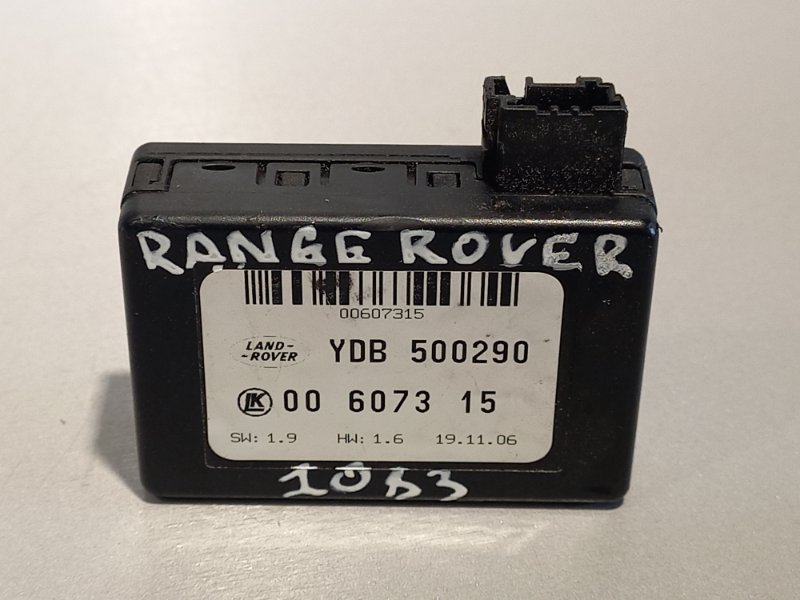 RANGE ROVER
00607315
LAND-
~ROVER
YDB 500290
LK 00 6073 15
SW: 1.9 HW: 1.6 19.11.06